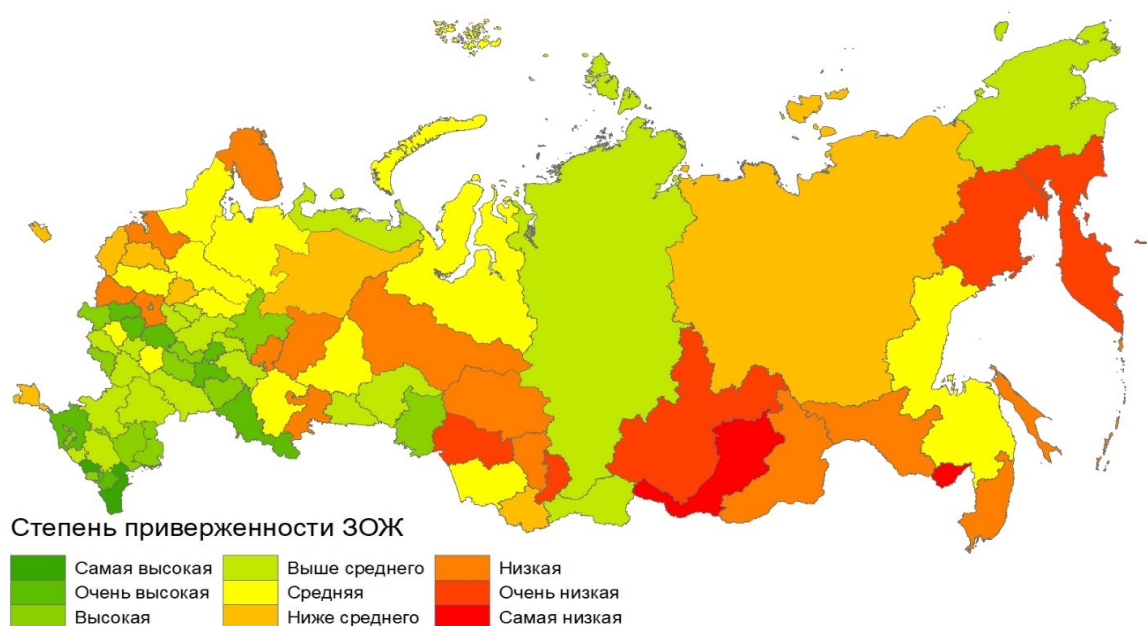 Степень приверженности ЗОЖ
Самая высокая
Очень высокая
Высокая
Выше среднего
Средняя
Ниже среднего
Низкая
Очень низкая
Самая низкая